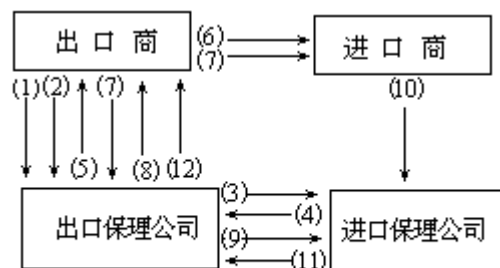 出口商 (6) 进口商
(7)
(1) (2) (7) (10)
(5) (8) (12)
(3)
出口保理公司 (4) 进口保理公司
(9)
(11)